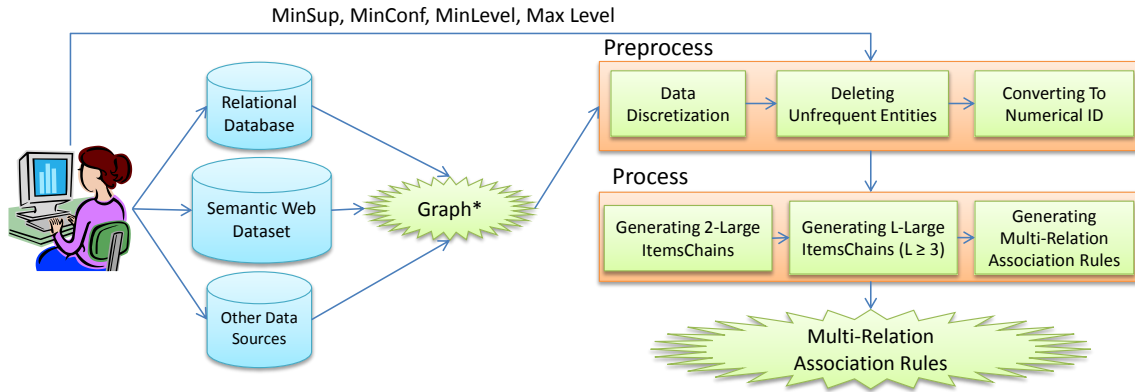 MinSup, MinConf, MinLevel, Max Level
Relational
Database
Semantic Web
Dataset
Other Data
Sources
Graph*
Preprocess
Data
Discretization
Deleting
Unfrequent Entities
Converting To
Numerical ID
Process
Generating 2-Large
ItemsChains
Generating L-Large
ItemsChains (L ≥ 3)
Generating
Multi-Relation
Association Rules
Multi-Relation
Association Rules